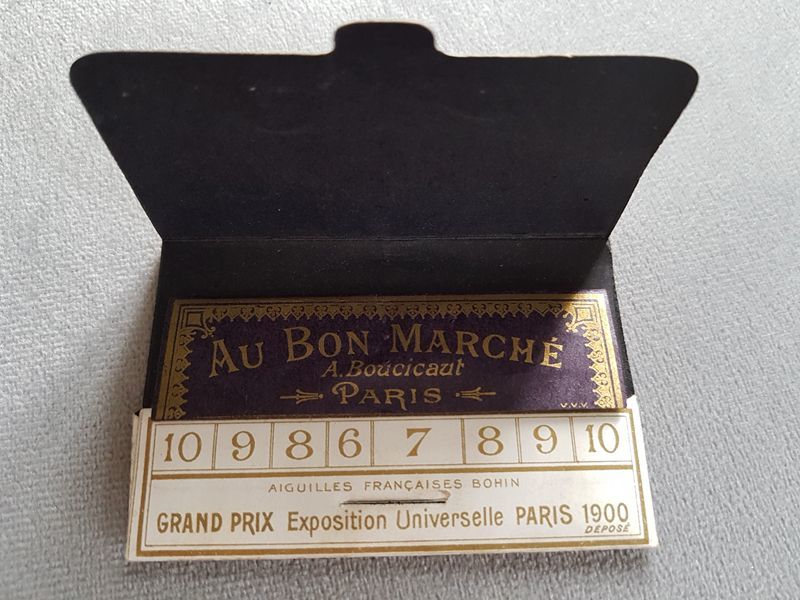 AU BON MARCHÉ
A. Boucicaut
PARIS
V.V.V.
10 9 8 6 7 8 9 10
AIGUILLES FRANÇAISES BOHIN
GRAND PRIX Exposition Universelle PARIS 1900
DÉPOSÉ